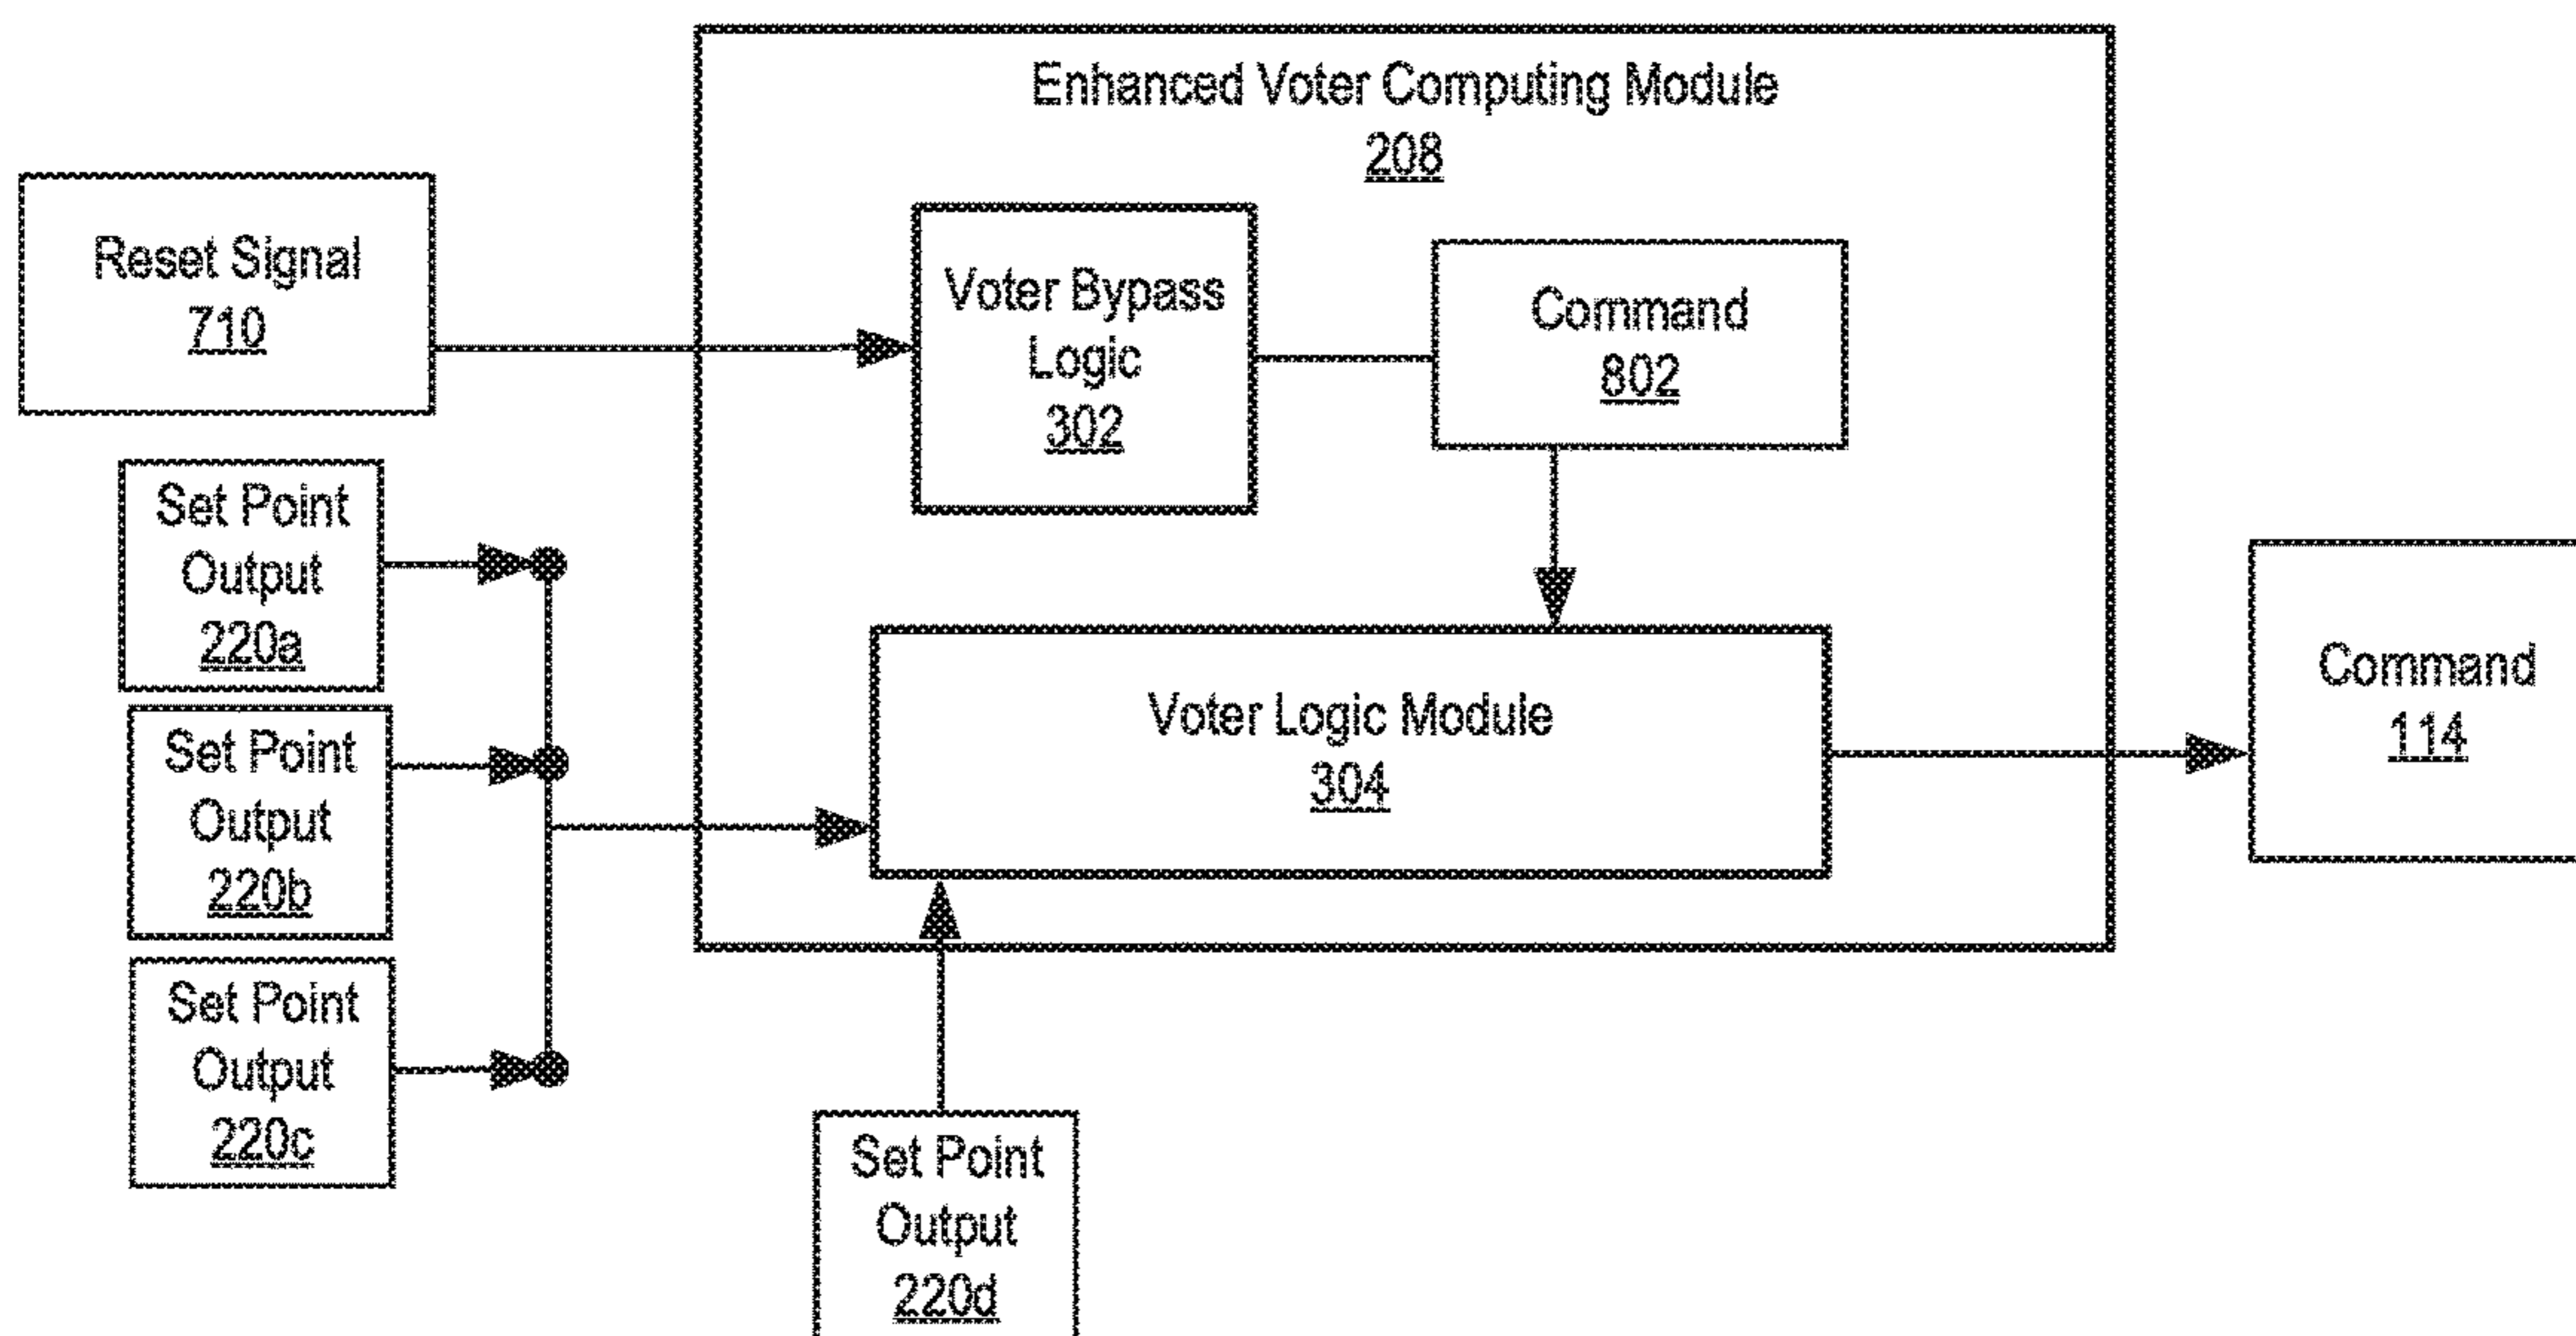 Enhanced Voter Computing Module
208
Reset Signal
710
Voter Bypass
Logic
302
Command
802
Set Point
Output
220a
Set Point
Output
220b
Set Point
Output
220c
Voter Logic Module
304
Command
114
Set Point
Output
220d